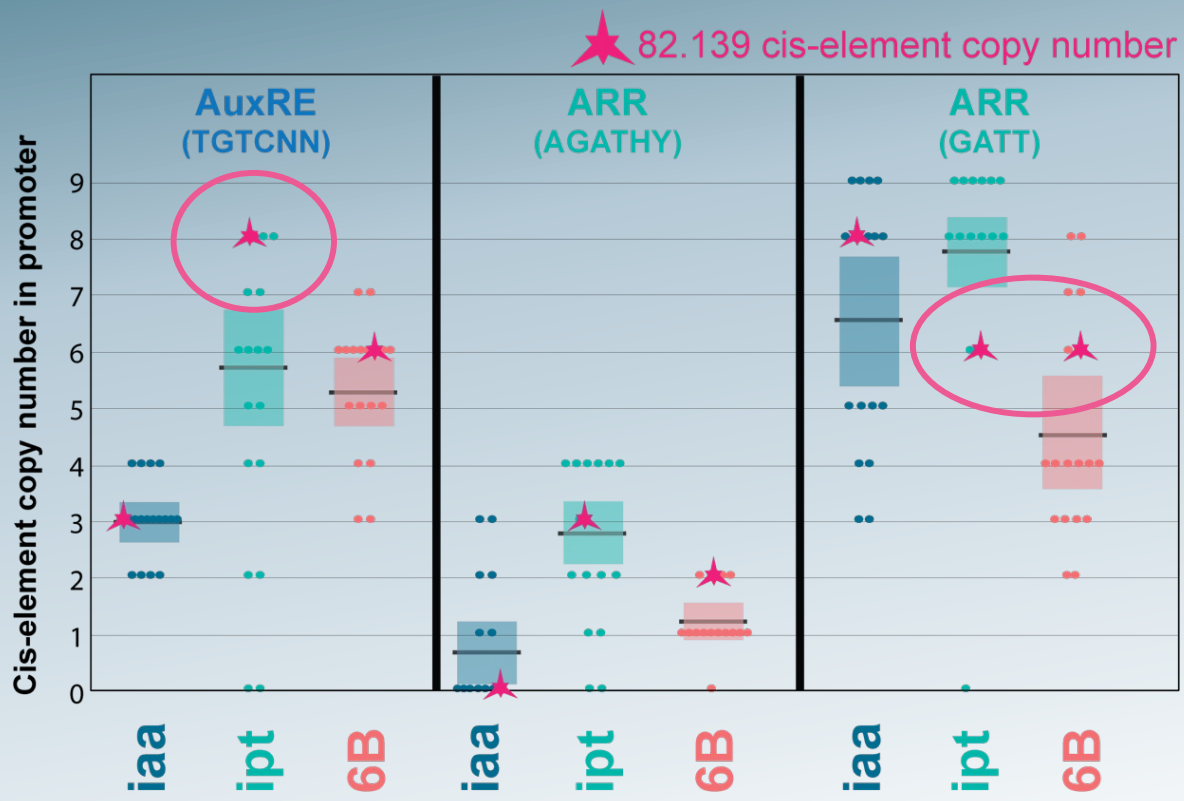 82.139 cis-element copy number
AuxRE
(TGTCNN)
ARR
(AGATHY)
ARR
(GATT)
Cis-element copy number in promoter
9
8
7
6
5
4
3
2
1
0
iaa
ipt
6B
iaa
ipt
6B
iaa
ipt
6B